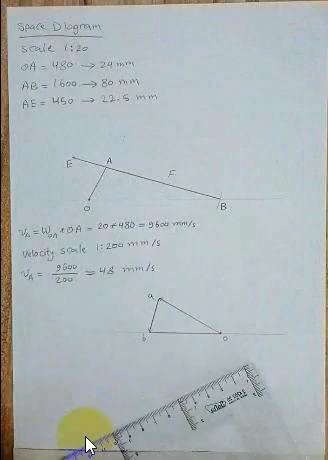 Space Diagram
Scale 1:20
OA = 480 → 24 mm
AB = 1600 → 80 mm
AE = 450 → 22.5 mm
E A F
O B
VA = WOA * OA = 20 * 480 = 9600 mm/s
Velocity scale 1:200 mm/s
VA = 9600/200 = 48 mm/s
a
b o